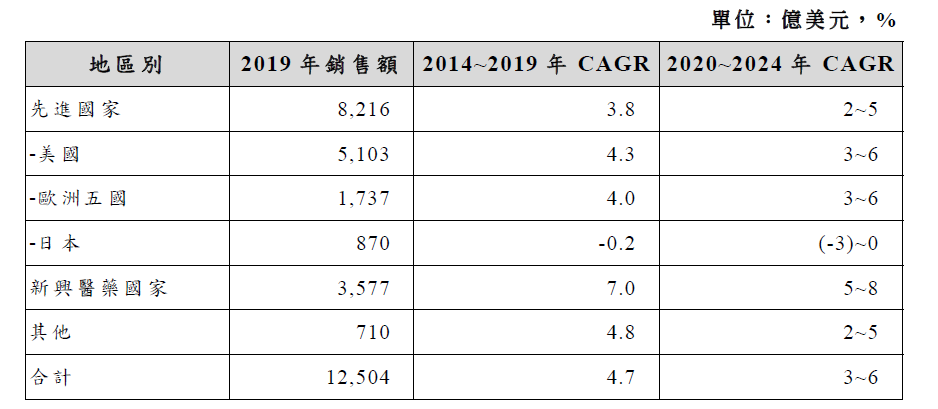 單位：億美元，%
地區別 2019 年銷售額 2014~2019 年 CAGR 2020~2024 年 CAGR
先進國家 8,216 3.8 2~5
-美國 5,103 4.3 3~6
-歐洲五國 1,737 4.0 3~6
-日本 870 -0.2 (-3)~0
新興醫藥國家 3,577 7.0 5~8
其他 710 4.8 2~5
合計 12,504 4.7 3~6